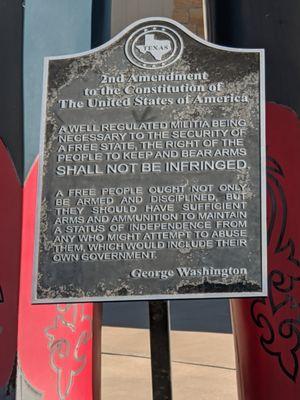 TEXAS
2nd Amendment
to the Constitution of
The United States of America
A WELL REGULATED MILITIA BEING
NECESSARY TO THE SECURITY OF
A FREE STATE, THE RIGHT OF THE
PEOPLE TO KEEP AND BEAR ARMS
SHALL NOT BE INFRINGED.
A FREE PEOPLE OUGHT NOT ONLY
BE ARMED AND DISCIPLINED, BUT
THEY SHOULD HAVE SUFFICIENT
ARMS AND AMMUNITION TO MAINTAIN
A STATUS OF INDEPENDENCE FROM
ANY WHO MIGHT ATTEMPT TO ABUSE
THEM, WHICH WOULD INCLUDE THEIR
OWN GOVERNMENT.
George Washington